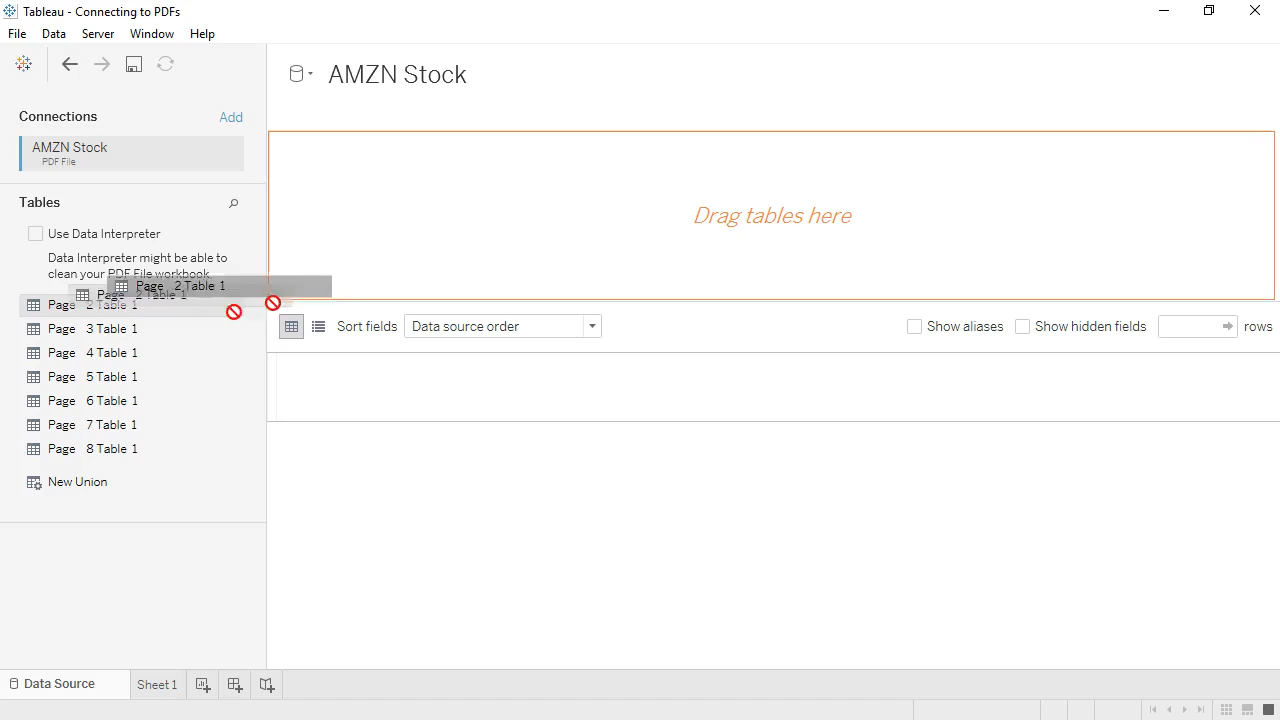 Tableau - Connecting to PDFs
File Data Server Window Help
AMZN Stock
Connections Add
AMZN Stock
PDF File
Drag tables here
Tables
Use Data Interpreter
Data Interpreter might be able to
clean your PDF File workbook.
Page 2 Table 1
Page 2 Table 1
Page 2 Table 1
Page 3 Table 1
Page 4 Table 1
Page 5 Table 1
Page 6 Table 1
Page 7 Table 1
Page 8 Table 1
New Union
Sort fields Data source order Show aliases Show hidden fields rows
Data Source Sheet 1